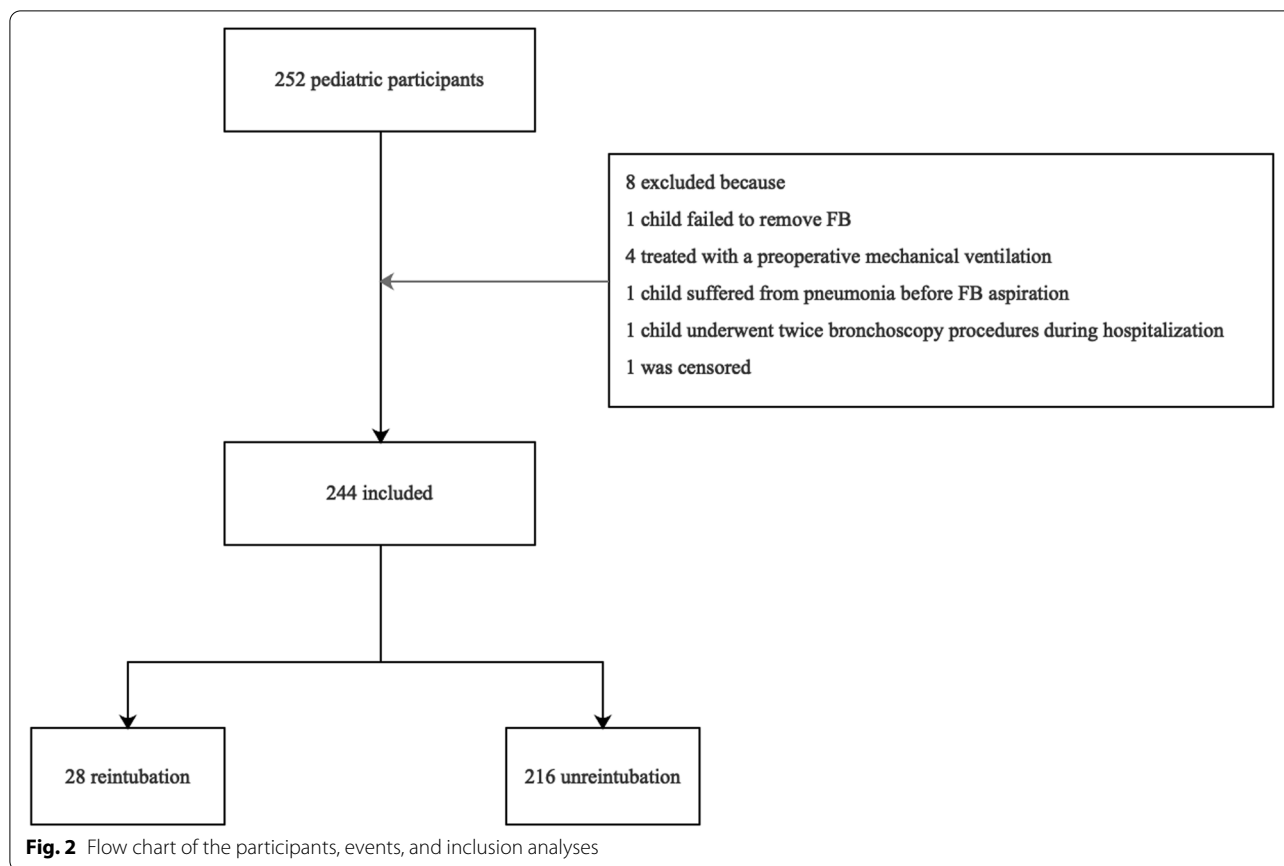 252 pediatric participants
8 excluded because
1 child failed to remove FB
4 treated with a preoperative mechanical ventilation
1 child suffered from pneumonia before FB aspiration
1 child underwent twice bronchoscopy procedures during hospitalization
1 was censored
244 included
28 reintubation
216 unreintubation
Fig. 2 Flow chart of the participants, events, and inclusion analyses